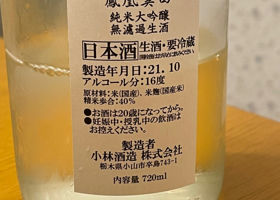 鳳凰美田
純米大吟醸
無濾過生酒
日本酒 生酒・要冷蔵
製造年月日:21.10
アルコール分:16度
原材料:米(国産)、米麹(国産米)
精米歩合:40%
●お酒は20歳になってから。
●妊娠中・授乳中の飲酒は
お控えください。
製造者
小林酒造 株式会社
栃木県小山市卒島743-1
内容量 720ml